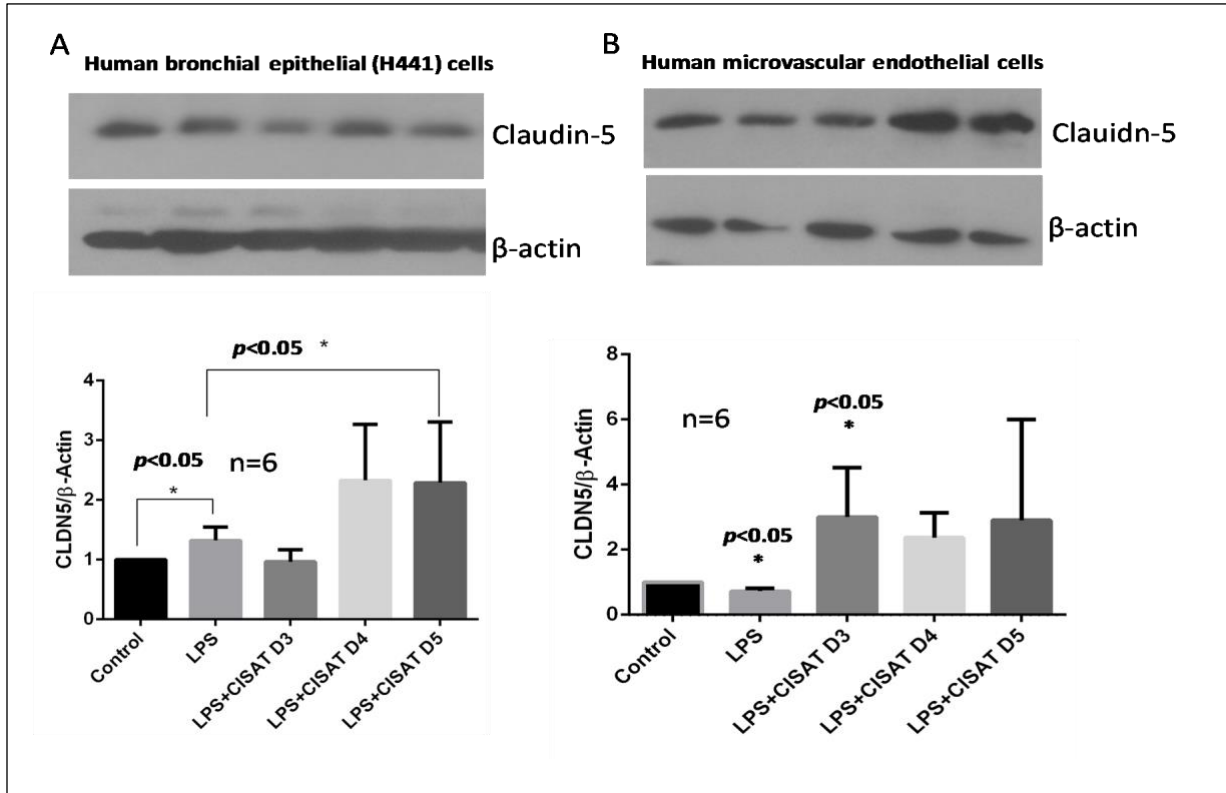 A
Human bronchial epithelial (H441) cells
Claudin-5
β-actin
p<0.05 *
p<0.05
*
n=6
CLDN5/β-Actin
4
3
2
1
0
Control
LPS
LPS+CISAT D3
LPS+CISAT D4
LPS+CISAT D5
B
Human microvascular endothelial cells
Clauidn-5
β-actin
n=6
p<0.05
*
p<0.05
*
CLDN5/β-Actin
8
6
4
2
0
Control
LPS
LPS+CISAT D3
LPS+CISAT D4
LPS+CISAT D5